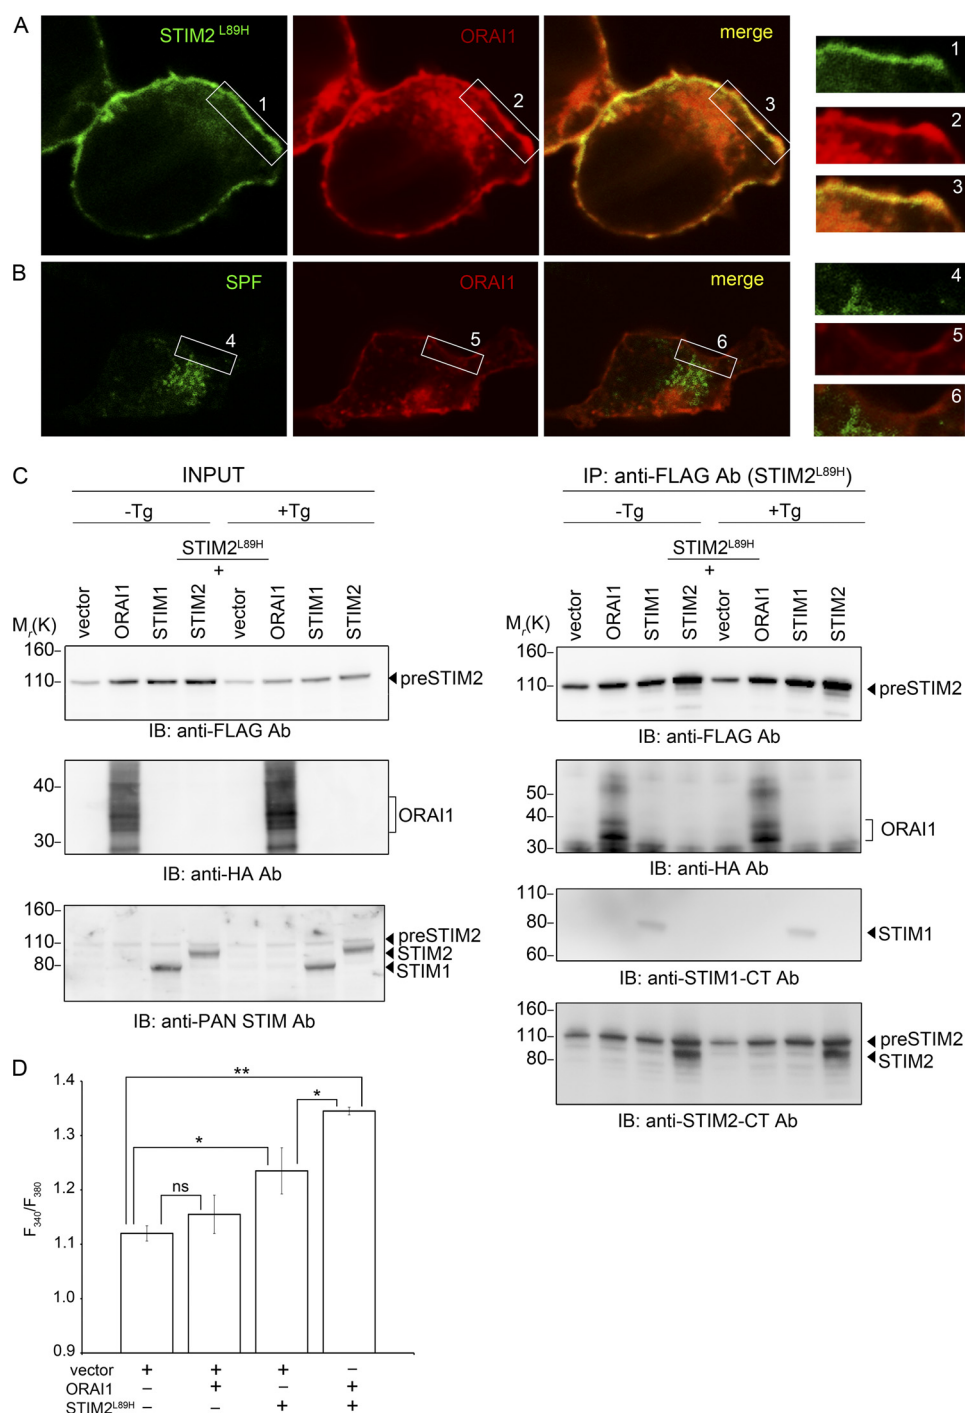 A
STIM2 L89H
ORAI1
merge
1
2
3
1
2
3
B
SPF
ORAI1
merge
4
5
6
4
5
6
C
INPUT
-Tg
+Tg
STIM2L89H
+
vector
ORAI1
STIM1
STIM2
vector
ORAI1
STIM1
STIM2
Mr(K)
160-
110-
preSTIM2
IB: anti-FLAG Ab
40-
30-
ORAI1
IB: anti-HA Ab
160-
110-
80-
preSTIM2
STIM2
STIM1
IB: anti-PAN STIM Ab
IP: anti-FLAG Ab (STIM2L89H)
-Tg
+Tg
STIM2L89H
+
vector
ORAI1
STIM1
STIM2
vector
ORAI1
STIM1
STIM2
Mr(K)
160-
110-
preSTIM2
IB: anti-FLAG Ab
50-
40-
30-
ORAI1
IB: anti-HA Ab
110-
80-
60-
STIM1
IB: anti-STIM1-CT Ab
160-
110-
80-
preSTIM2
STIM2
IB: anti-STIM2-CT Ab
D
F340/F380
1.4
1.3
1.2
1.1
1.0
0.9
**
*
*
ns
vector + + + –
ORAI1 – + – +
STIM2L89H – – + +